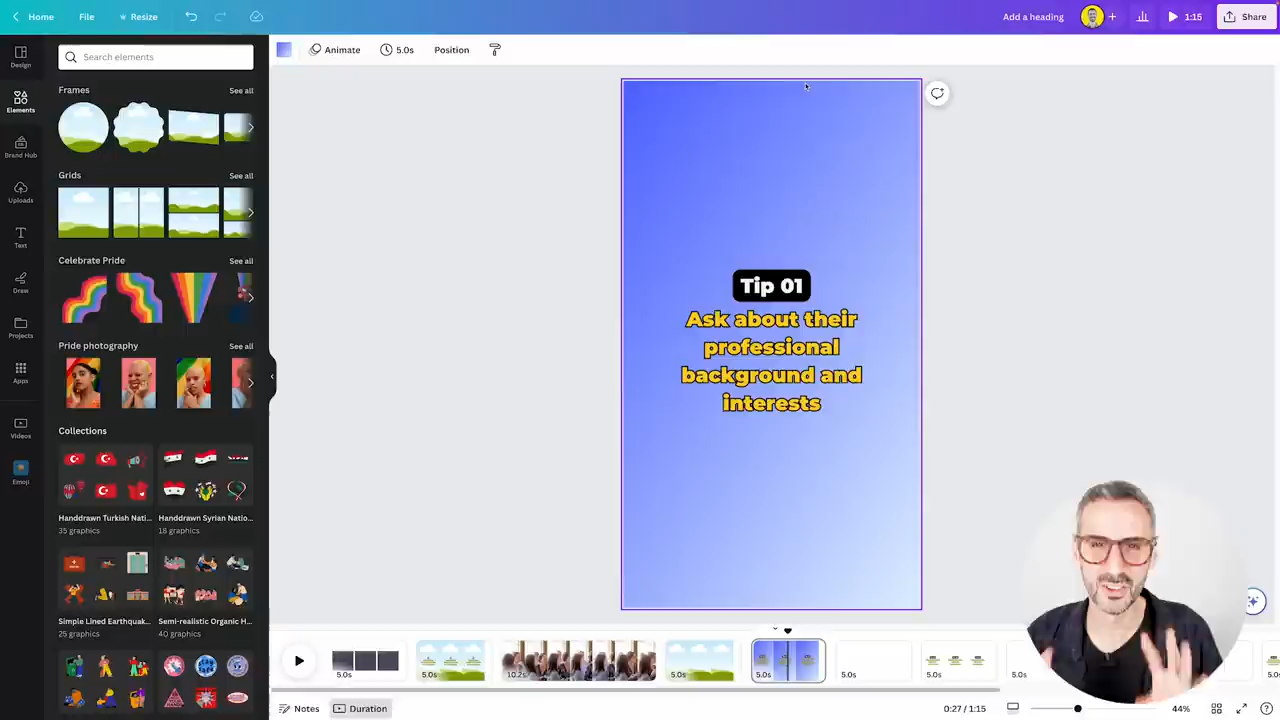 Home
File
Resize
Add a heading
1:15
Share
Design
Elements
Brand Hub
Uploads
Text
Draw
Projects
Apps
Videos
Emoji
Search elements
Frames
See all
Grids
See all
Celebrate Pride
See all
Pride photography
See all
Collections
Handdrawn Turkish Nati...
35 graphics
Handdrawn Syrian Natio...
18 graphics
Simple Lined Earthquak...
25 graphics
Semi-realistic Organic H...
40 graphics
Animate
5.0s
Position
Tip 01
Ask about their
professional
background and
interests
5.0s
5.0s
10.2s
5.0s
5.0s
5.0s
5.0s
5.0s
5.0s
Notes
Duration
0:27 / 1:15
44%